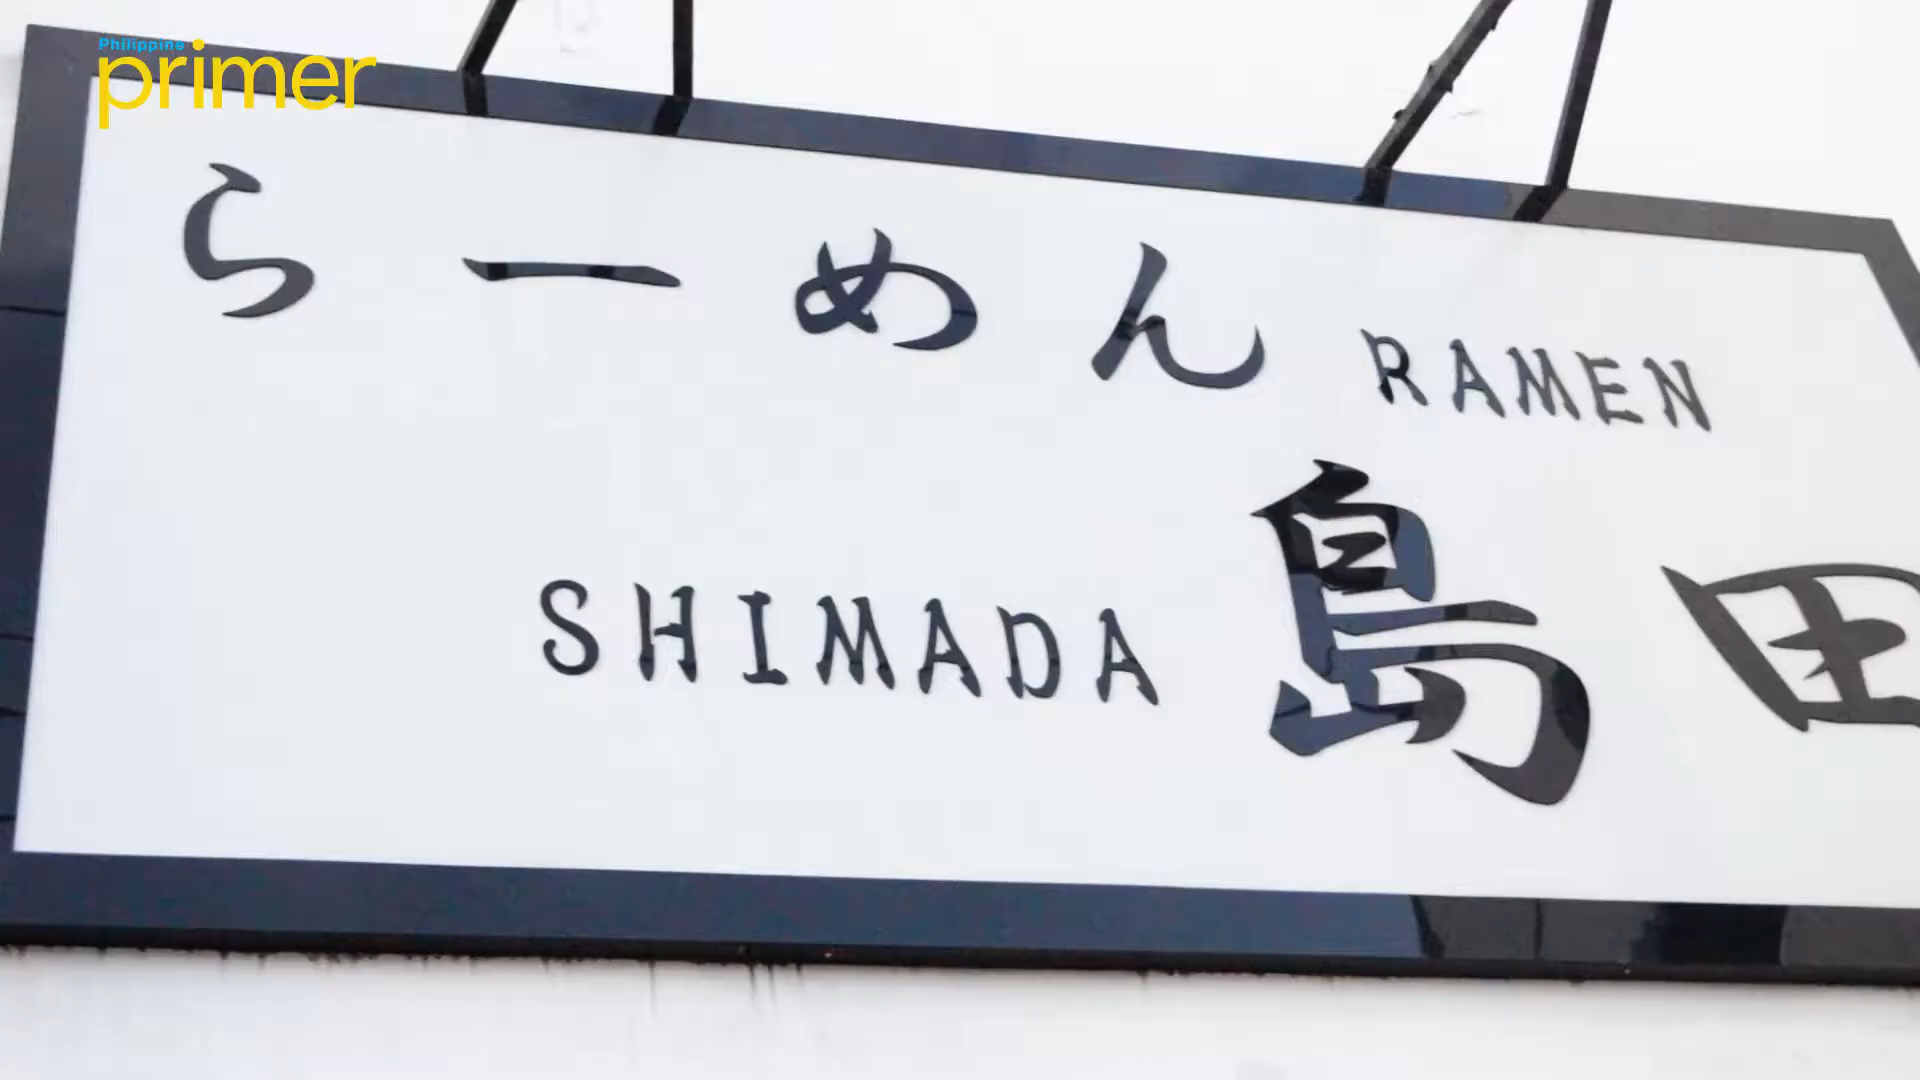 Philippine
primer
らーめん RAMEN
SHIMADA 島田